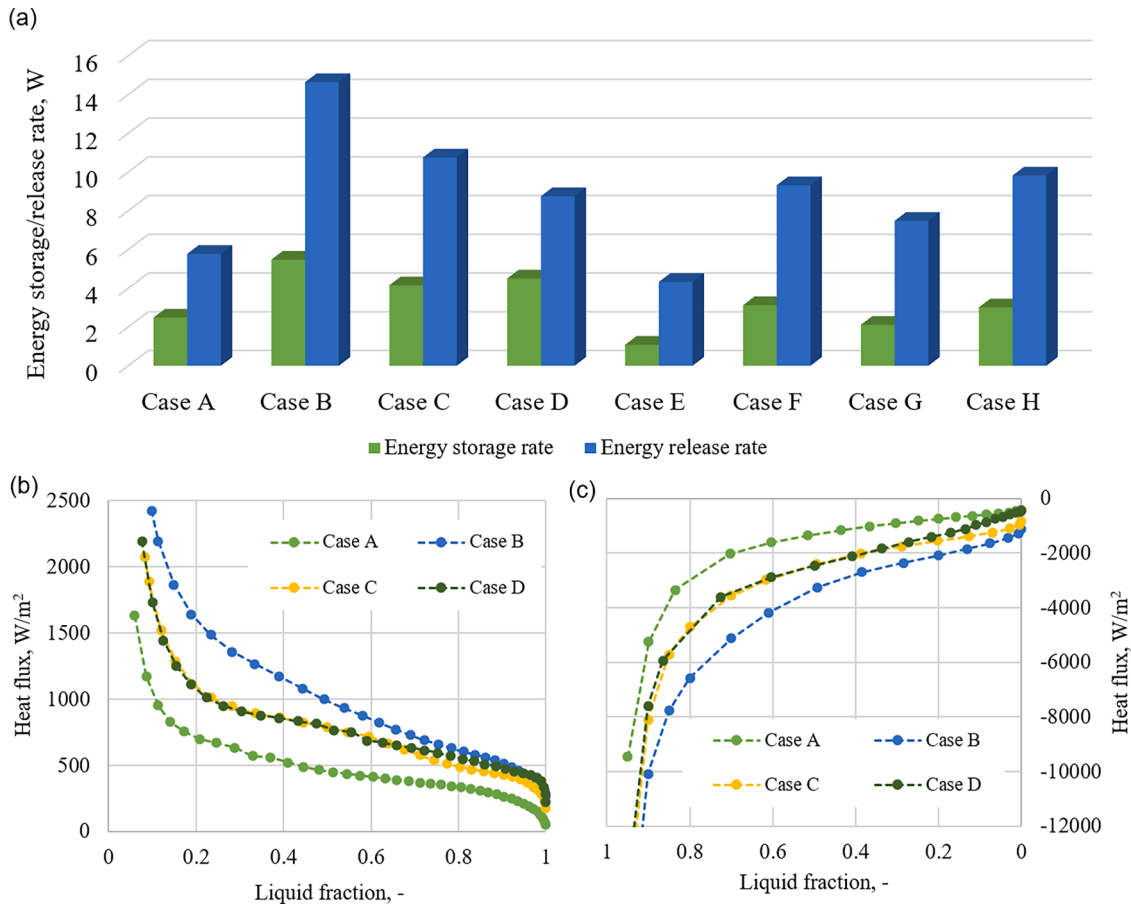 (a)
Energy storage/release rate, W
16
14
12
10
8
6
4
2
0
Case A Case B Case C Case D Case E Case F Case G Case H
Energy storage rate Energy release rate
(b)
Heat flux, W/m²
2500
2000
1500
1000
500
0
Case A Case B
Case C Case D
0 0.2 0.4 0.6 0.8 1
Liquid fraction, -
(c)
0
-2000
-4000
-6000
-8000
-10000
-12000
Heat flux, W/m²
Case A Case B
Case C Case D
1 0.8 0.6 0.4 0.2 0
Liquid fraction, -